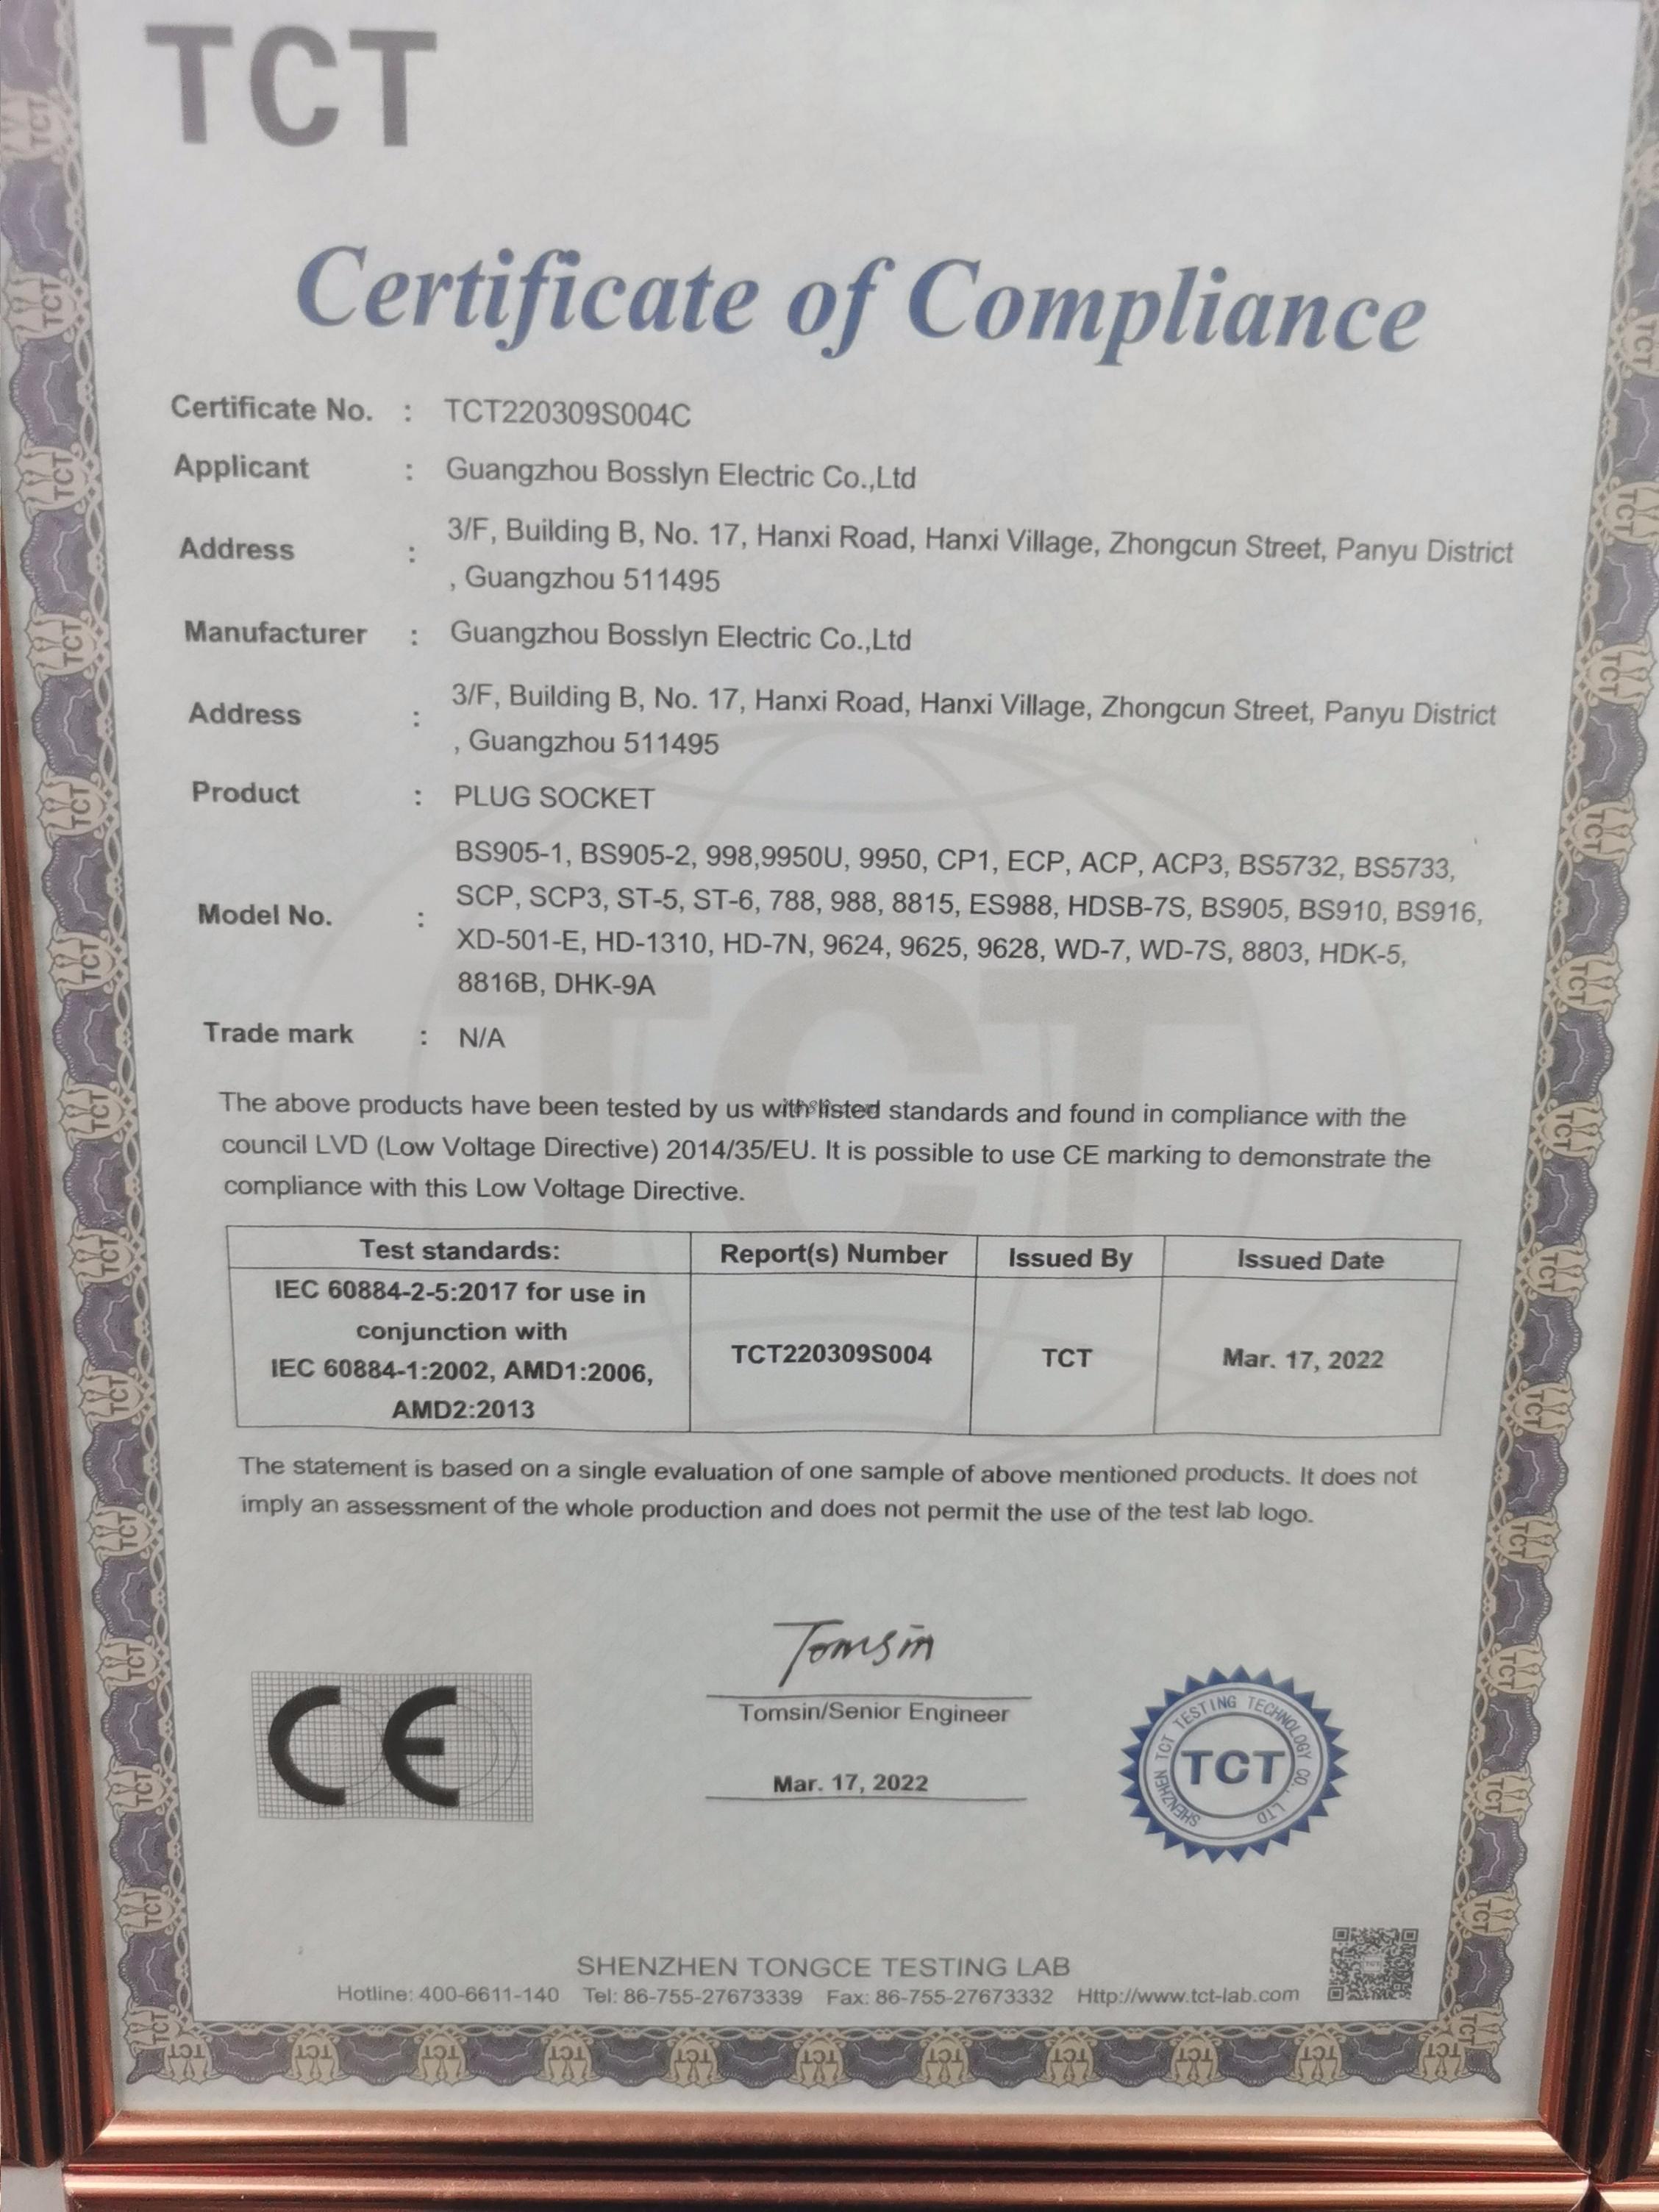 TCT
Certificate of Compliance
Certificate No. : TCT220309S004C
Applicant : Guangzhou Bosslyn Electric Co.,Ltd
Address : 3/F, Building B, No. 17, Hanxi Road, Hanxi Village, Zhongcun Street, Panyu District
, Guangzhou 511495
Manufacturer : Guangzhou Bosslyn Electric Co.,Ltd
Address : 3/F, Building B, No. 17, Hanxi Road, Hanxi Village, Zhongcun Street, Panyu District
, Guangzhou 511495
Product : PLUG SOCKET
Model No. : BS905-1, BS905-2, 998,9950U, 9950, CP1, ECP, ACP, ACP3, BS5732, BS5733,
SCP, SCP3, ST-5, ST-6, 788, 988, 8815, ES988, HDSB-7S, BS905, BS910, BS916,
XD-501-E, HD-1310, HD-7N, 9624, 9625, 9628, WD-7, WD-7S, 8803, HDK-5,
8816B, DHK-9A
Trade mark : N/A
The above products have been tested by us with listed standards and found in compliance with the
council LVD (Low Voltage Directive) 2014/35/EU. It is possible to use CE marking to demonstrate the
compliance with this Low Voltage Directive.
Test standards: Report(s) Number Issued By Issued Date
IEC 60884-2-5:2017 for use in
conjunction with
IEC 60884-1:2002, AMD1:2006,
AMD2:2013
TCT220309S004 TCT Mar. 17, 2022
The statement is based on a single evaluation of one sample of above mentioned products. It does not
imply an assessment of the whole production and does not permit the use of the test lab logo.
Tomsin
Tomsin/Senior Engineer
Mar. 17, 2022
CE
SHENZHEN TCT TESTING TECHNOLOGY CO., LTD
TCT
SHENZHEN TONGCE TESTING LAB
Hotline: 400-6611-140 Tel: 86-755-27673339 Fax: 86-755-27673332 Http://www.tct-lab.com